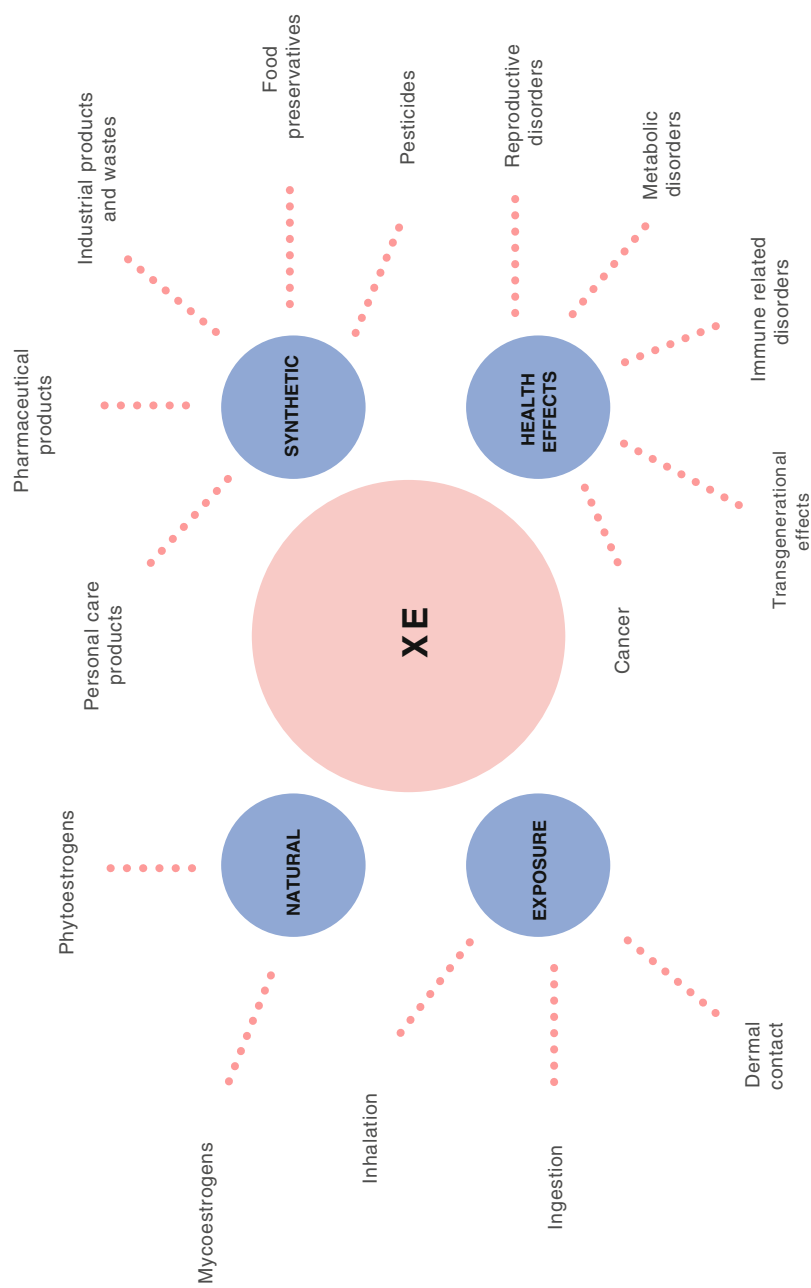 Mycoestrogens
Phytoestrogens
NATURAL
Personal care
products
Pharmaceutical
products
Industrial products
and wastes
Food
preservatives
Pesticides
SYNTHETIC
XE
Inhalation
Ingestion
Dermal
contact
EXPOSURE
Cancer
Transgenerational
effects
Immune related
disorders
Metabolic
disorders
Reproductive
disorders
HEALTH
EFFECTS